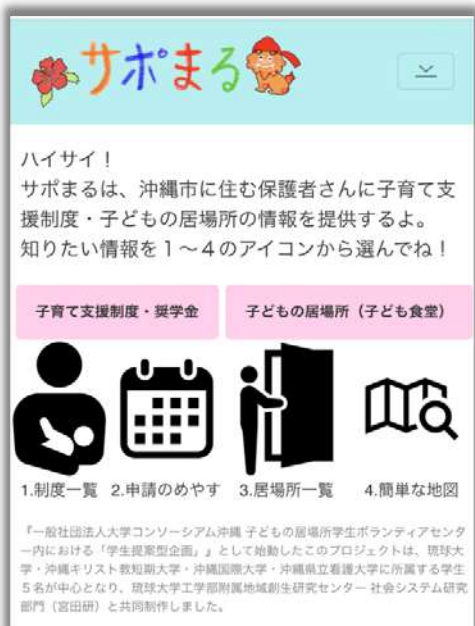 サポまる
ハイサイ!
サポまるは、沖縄市に住む保護者さんに子育て支
援制度・子どもの居場所の情報を提供するよ。
知りたい情報を1～4のアイコンから選んでね!
子育て支援制度・奨学金
子どもの居場所(子ども食堂)
1.制度一覧 2.申請のめやす 3.居場所一覧 4.簡単な地図
『一般社団法人大学コンソーシアム沖縄 子どもの居場所学生ボランティアセンタ
ー内における「学生提案型企画」』として始動したこのプロジェクトは、琉球大
学・沖縄キリスト教短期大学・沖縄国際大学・沖縄県立看護大学に所属する学生
5名が中心となり、琉球大学工学部附属地域創生研究センター 社会システム研究
部門(宮田研)と共同制作しました。